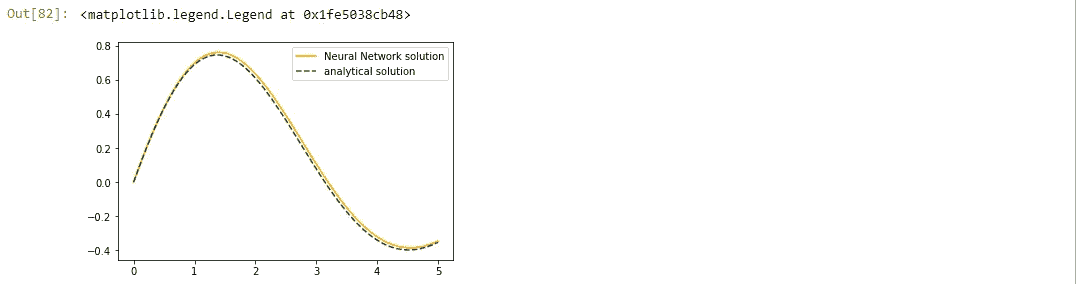 Out[82]: <matplotlib.legend.Legend at 0x1fe5038cb48>
Neural Network solution
analytical solution
0.8
0.6
0.4
0.2
0.0
−0.2
−0.4
0 1 2 3 4 5